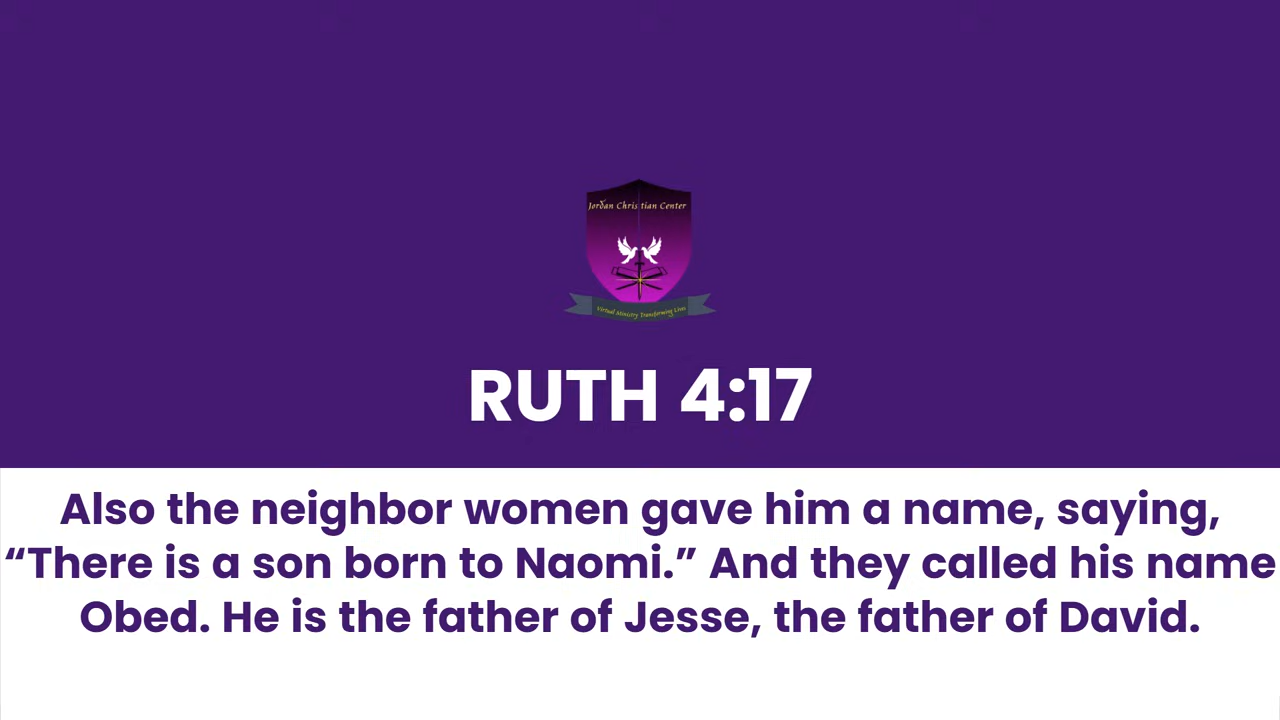 Jordan Christian Center
Virtual Ministry Transforming Lives
RUTH 4:17
Also the neighbor women gave him a name, saying,
“There is a son born to Naomi.” And they called his name
Obed. He is the father of Jesse, the father of David.